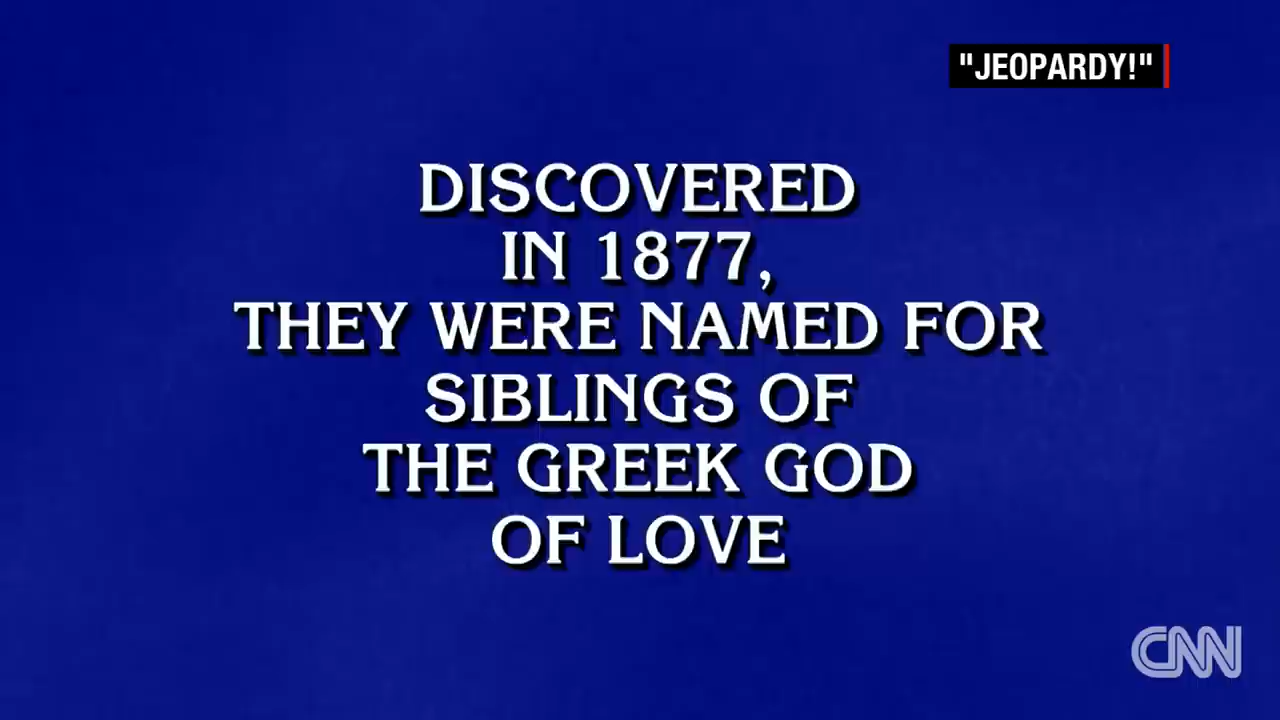 "JEOPARDY!"
DISCOVERED
IN 1877,
THEY WERE NAMED FOR
SIBLINGS OF
THE GREEK GOD
OF LOVE
CNN